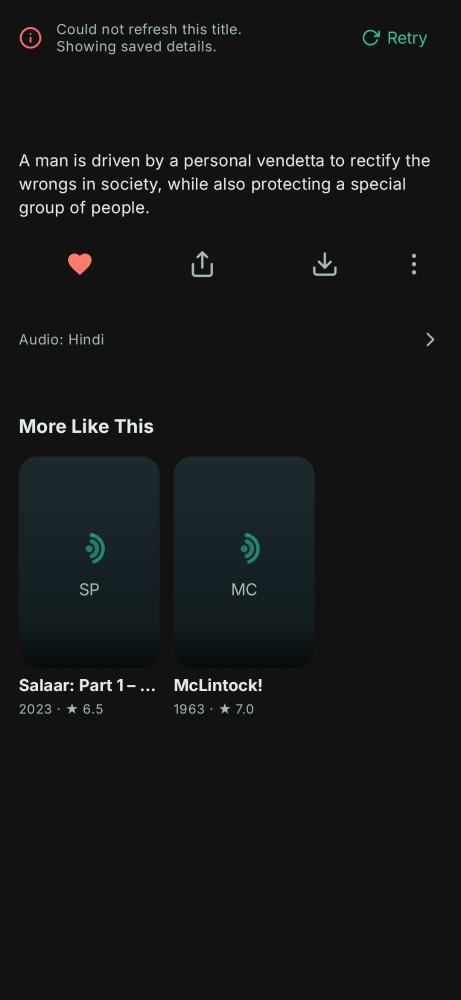 Could not refresh this title.
Showing saved details.
Retry
A man is driven by a personal vendetta to rectify the
wrongs in society, while also protecting a special
group of people.
Audio: Hindi
More Like This
SP
MC
Salaar: Part 1 – ...
McLintock!
2023 · ★ 6.5
1963 · ★ 7.0